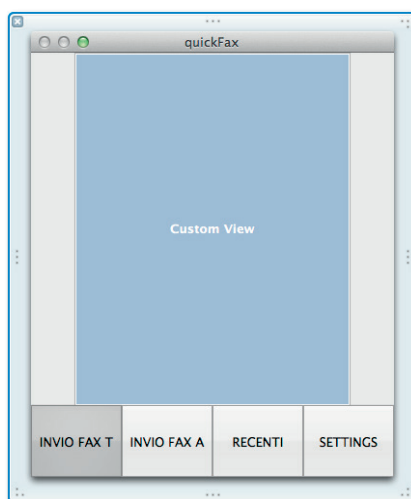 quickFax
Custom View
INVIO FAX T
INVIO FAX A
RECENTI
SETTINGS